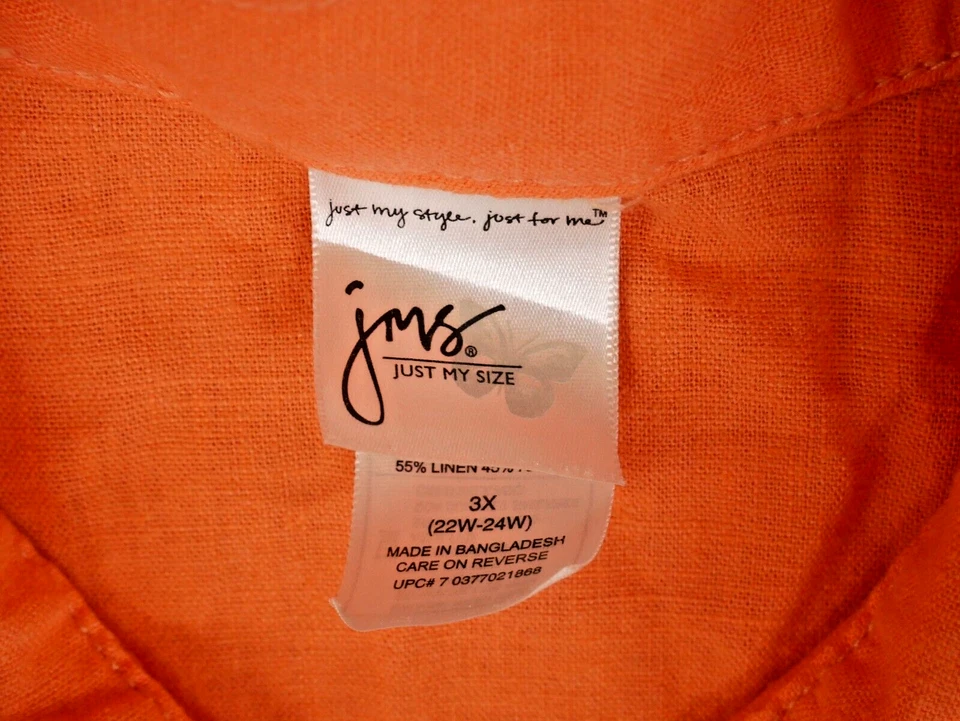 just my style. just for me™
jms®
JUST MY SIZE
55% LINEN 45%
3X
(22W-24W)
MADE IN BANGLADESH
CARE ON REVERSE
UPC# 7 0377021868